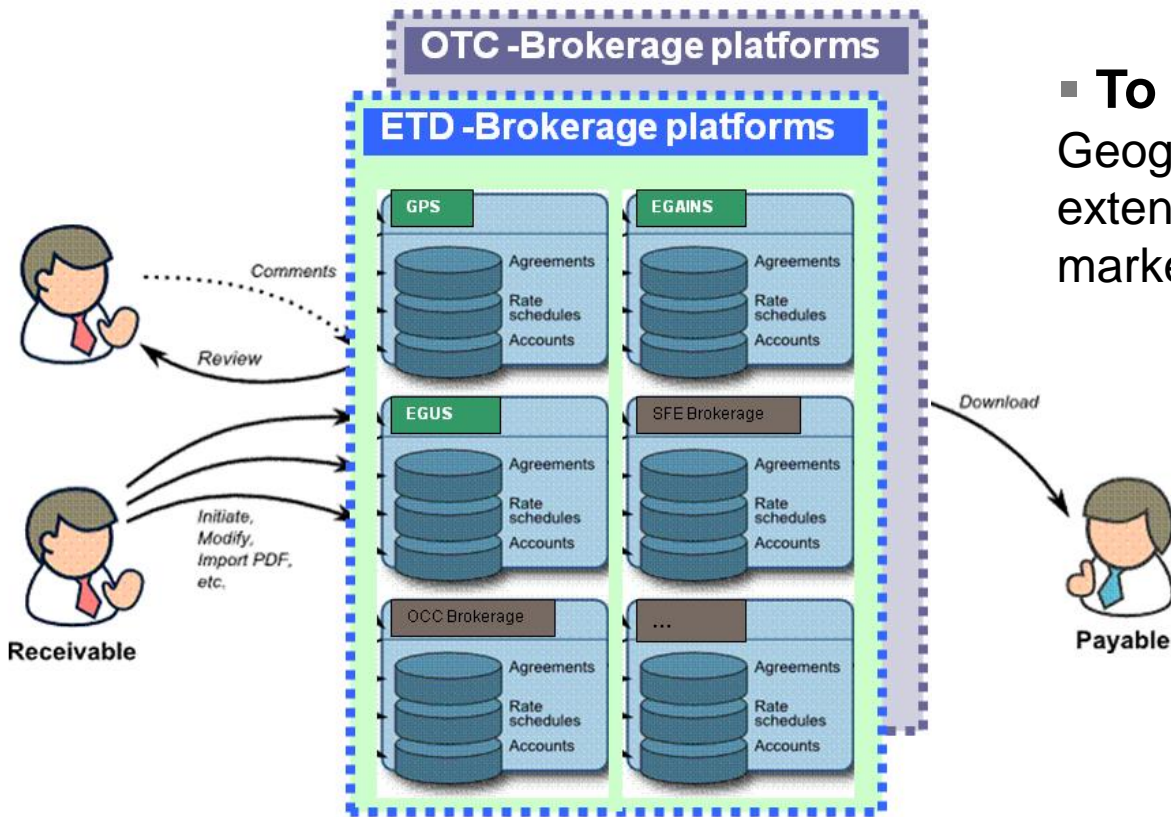 OTC -Brokerage platforms
ETD -Brokerage platforms
▪ To
Geog
exten
marke
GPS
Agreements
Rate
schedules
Accounts
EGAINS
Agreements
Rate
schedules
Accounts
Comments
Review
EGUS
Agreements
Rate
schedules
Accounts
SFE Brokerage
Agreements
Rate
schedules
Accounts
Download
Initiate,
Modify,
Import PDF,
etc.
Receivable
OCC Brokerage
Agreements
Rate
schedules
Accounts
...
Agreements
Rate
schedules
Accounts
Payable